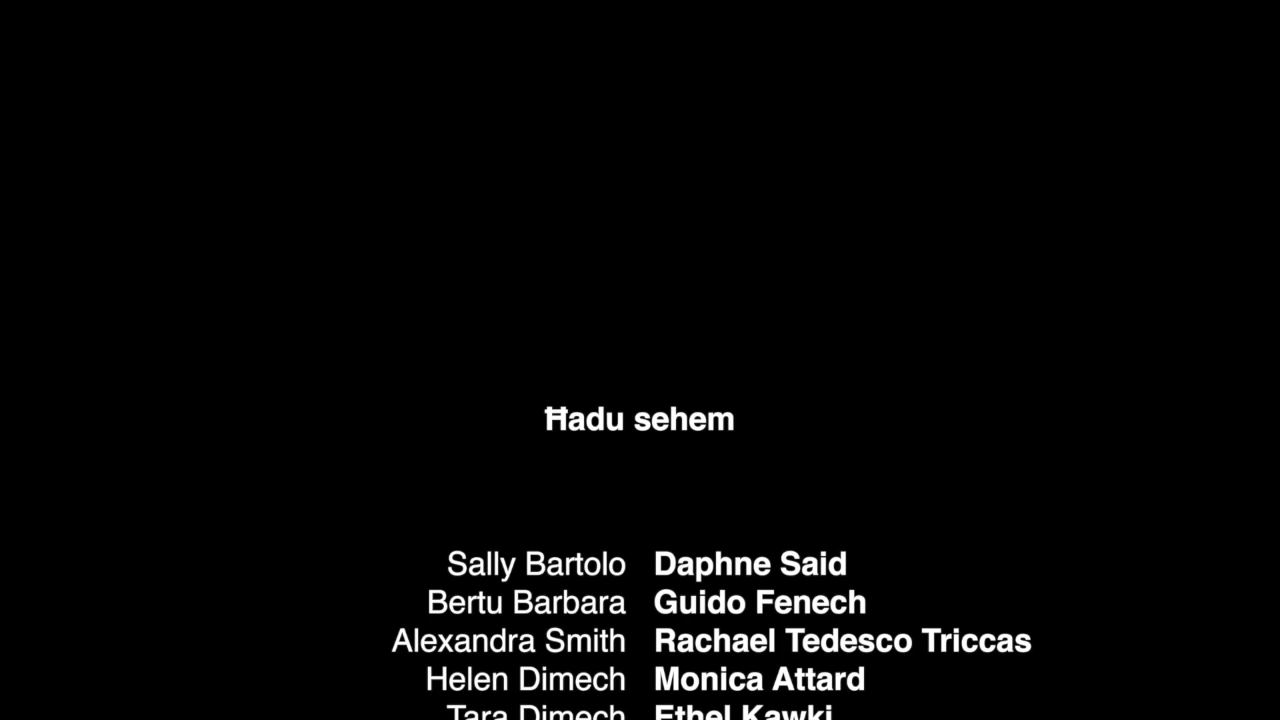 Ħadu sehem
Sally Bartolo Daphne Said
Bertu Barbara Guido Fenech
Alexandra Smith Rachael Tedesco Triccas
Helen Dimech Monica Attard
Tara Dimech Ethel Kawki